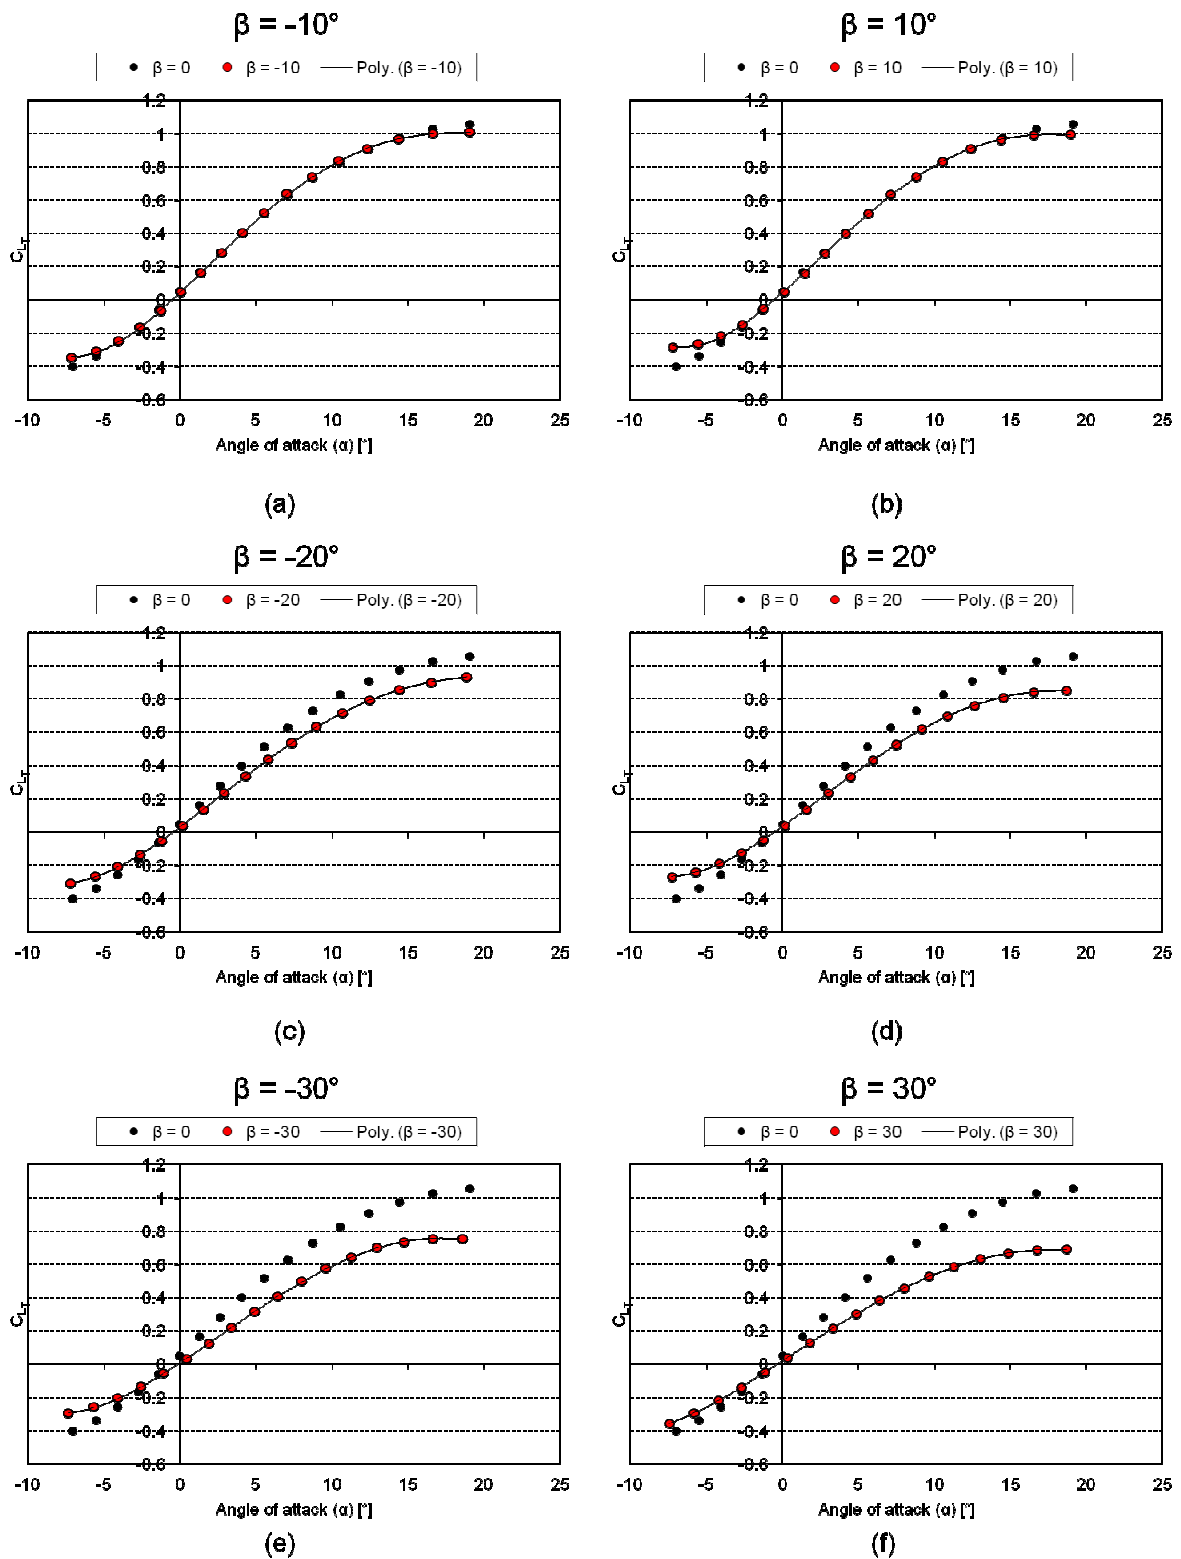 β = -10°
β = 0 β = -10 Poly. (β = -10)
1.2
1
0.8
0.6
0.4
0.2
0
-0.2
-0.4
-0.6
C_L_T
-10 -5 0 5 10 15 20 25
Angle of attack (α) [°]
(a)
β = 10°
β = 0 β = 10 Poly. (β = 10)
1.2
1
0.8
0.6
0.4
0.2
0
-0.2
-0.4
-0.6
C_L_T
-10 -5 0 5 10 15 20 25
Angle of attack (α) [°]
(b)
β = -20°
β = 0 β = -20 Poly. (β = -20)
1.2
1
0.8
0.6
0.4
0.2
0
-0.2
-0.4
-0.6
C_L_T
-10 -5 0 5 10 15 20 25
Angle of attack (α) [°]
(c)
β = 20°
β = 0 β = 20 Poly. (β = 20)
1.2
1
0.8
0.6
0.4
0.2
0
-0.2
-0.4
-0.6
C_L_T
-10 -5 0 5 10 15 20 25
Angle of attack (α) [°]
(d)
β = -30°
β = 0 β = -30 Poly. (β = -30)
1.2
1
0.8
0.6
0.4
0.2
0
-0.2
-0.4
-0.6
C_L_T
-10 -5 0 5 10 15 20 25
Angle of attack (α) [°]
(e)
β = 30°
β = 0 β = 30 Poly. (β = 30)
1.2
1
0.8
0.6
0.4
0.2
0
-0.2
-0.4
-0.6
C_L_T
-10 -5 0 5 10 15 20 25
Angle of attack (α) [°]
(f)